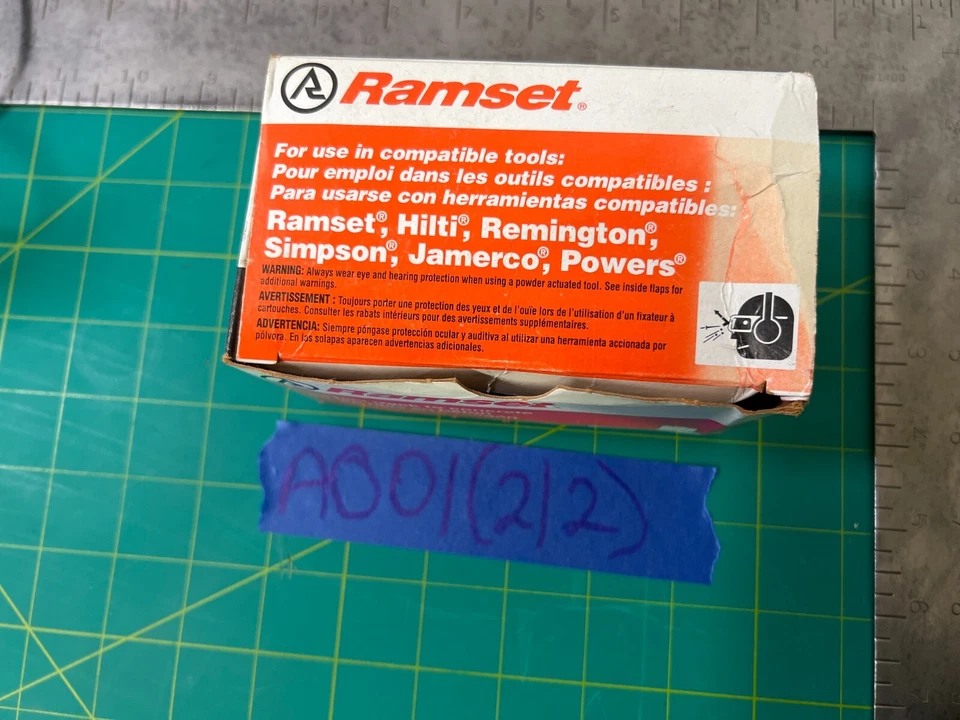 Ramset®
For use in compatible tools:
Pour emploi dans les outils compatibles :
Para usarse con herramientas compatibles:
Ramset®, Hilti®, Remington®,
Simpson®, Jamerco®, Powers®
WARNING: Always wear eye and hearing protection when using a powder actuated tool. See inside flaps for
additional warnings.
AVERTISSEMENT : Toujours porter une protection des yeux et de l'ouïe lors de l'utilisation d'un fixateur à
cartouches. Consulter les rabats intérieurs pour des avertissements supplémentaires.
ADVERTENCIA: Siempre póngase protección ocular y auditiva al utilizar una herramienta accionada por
pólvora. En las solapas aparecen advertencias adicionales.
Ramset
A001(212)